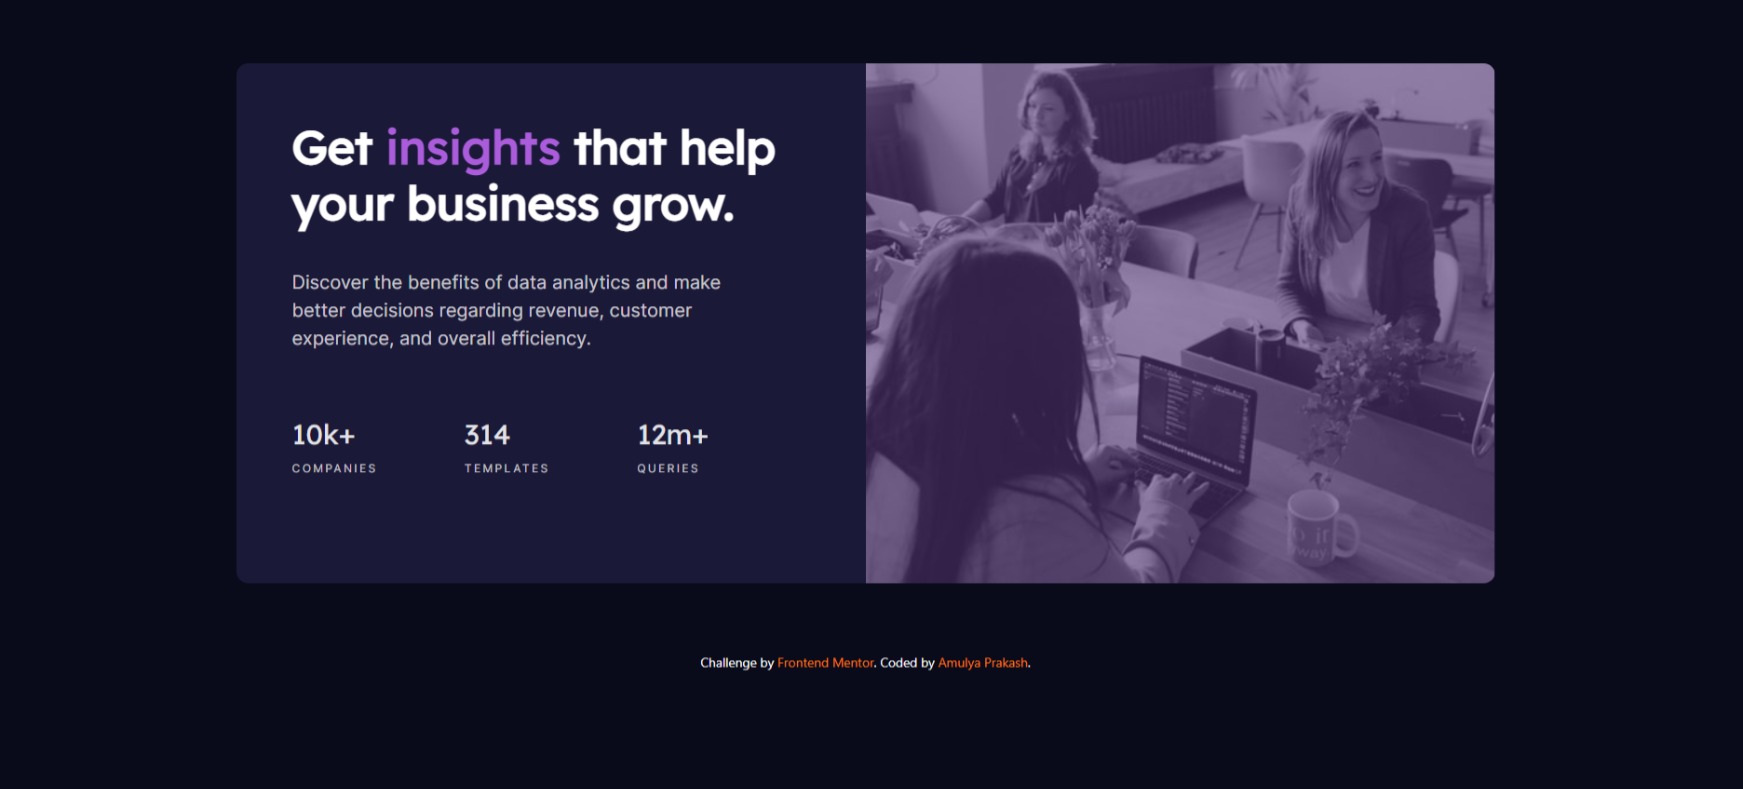 Get insights that help
your business grow.
Discover the benefits of data analytics and make
better decisions regarding revenue, customer
experience, and overall efficiency.
10k+ 314 12m+
COMPANIES TEMPLATES QUERIES
Challenge by Frontend Mentor. Coded by Amulya Prakash.